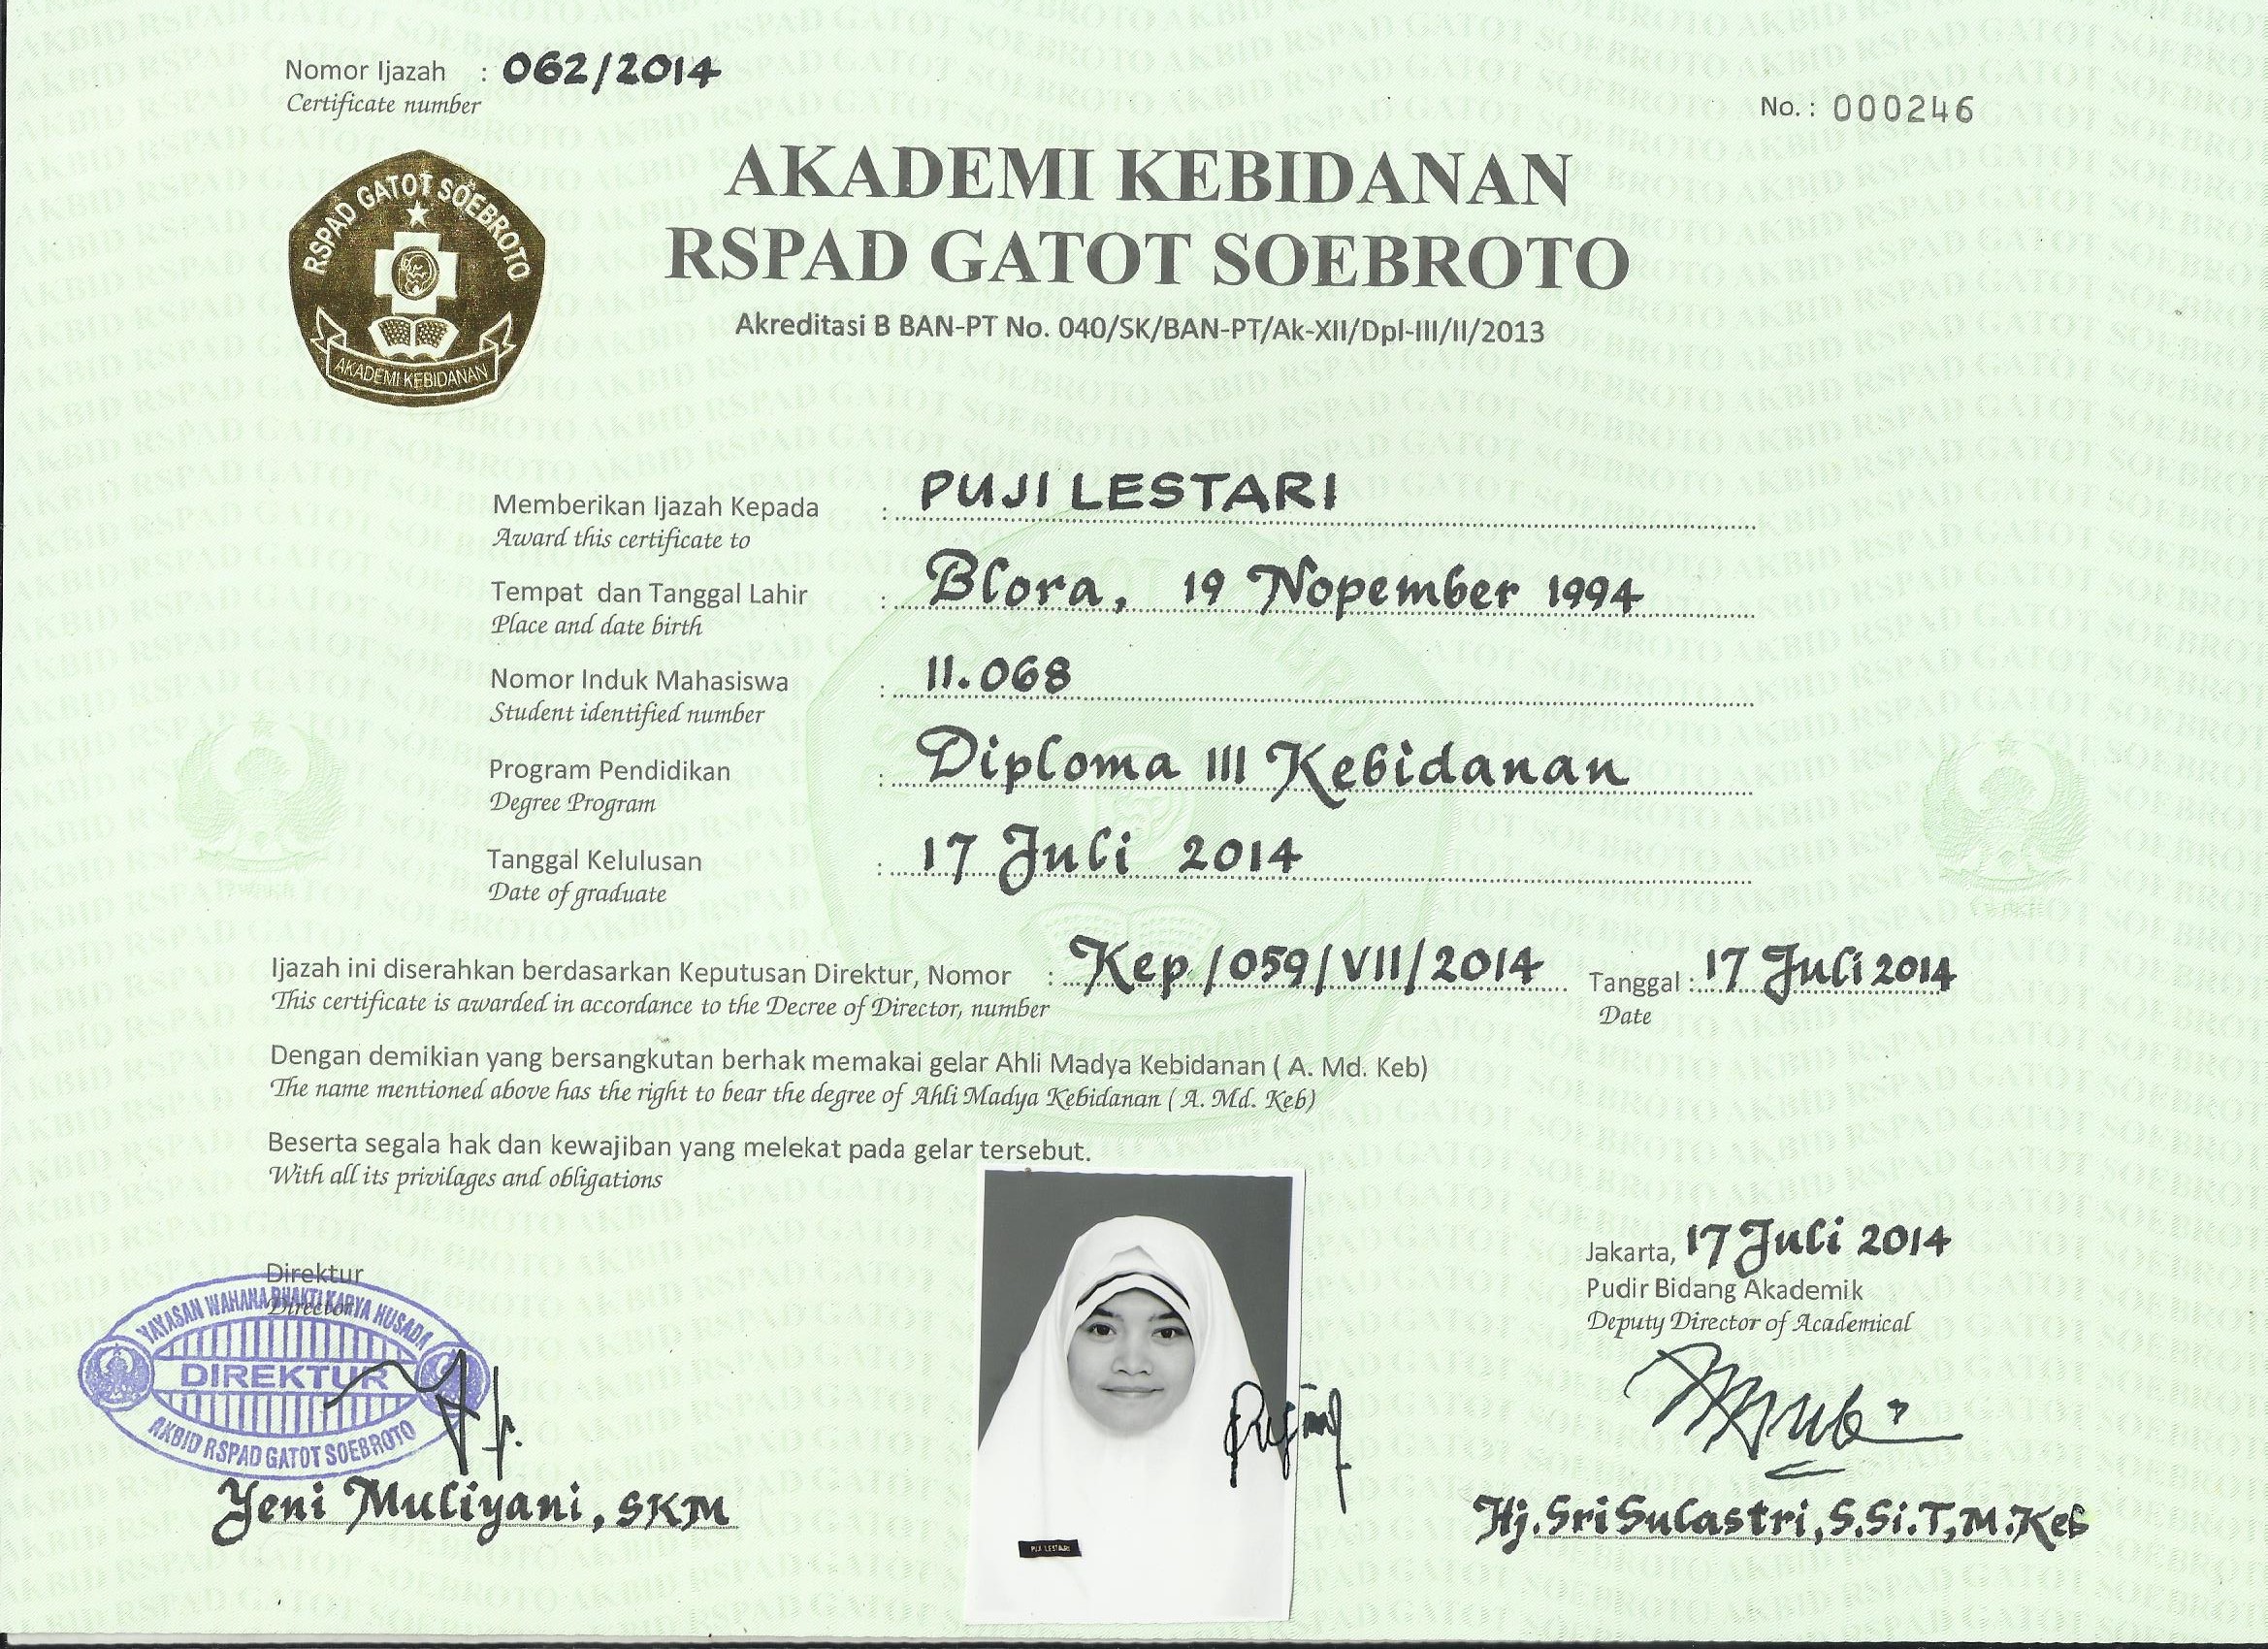 Nomor Ijazah : 062/2014
Certificate number
No. : 000246
RSPAD GATOT SOEBROTO
AKADEMI KEBIDANAN
AKADEMI KEBIDANAN
RSPAD GATOT SOEBROTO
Akreditasi B BAN-PT No. 040/SK/BAN-PT/Ak-XII/Dpl-III/II/2013
Memberikan Ijazah Kepada : PUJI LESTARI
Award this certificate to
Tempat dan Tanggal Lahir : Blora, 19 Nopember 1994
Place and date birth
Nomor Induk Mahasiswa : 11.068
Student identified number
Program Pendidikan : Diploma III Kebidanan
Degree Program
Tanggal Kelulusan : 17 Juli 2014
Date of graduate
Ijazah ini diserahkan berdasarkan Keputusan Direktur, Nomor : Kep/059/VII/2014 Tanggal : 17 Juli 2014
This certificate is awarded in accordance to the Decree of Director, number Date
Dengan demikian yang bersangkutan berhak memakai gelar Ahli Madya Kebidanan ( A. Md. Keb)
The name mentioned above has the right to bear the degree of Ahli Madya Kebidanan ( A. Md. Keb)
Beserta segala hak dan kewajiban yang melekat pada gelar tersebut.
With all its privilages and obligations
Direktur
Director
YAYASAN WAHANA BHAKTI KARYA HUSADA
DIREKTUR
AKBID RSPAD GATOT SOEBROTO
Yeni Muliyani, SKM
PUJI LESTARI
Jakarta, 17 Juli 2014
Pudir Bidang Akademik
Deputy Director of Academical
Hj. Sri Sulastri, S.Si.T, M.Keb